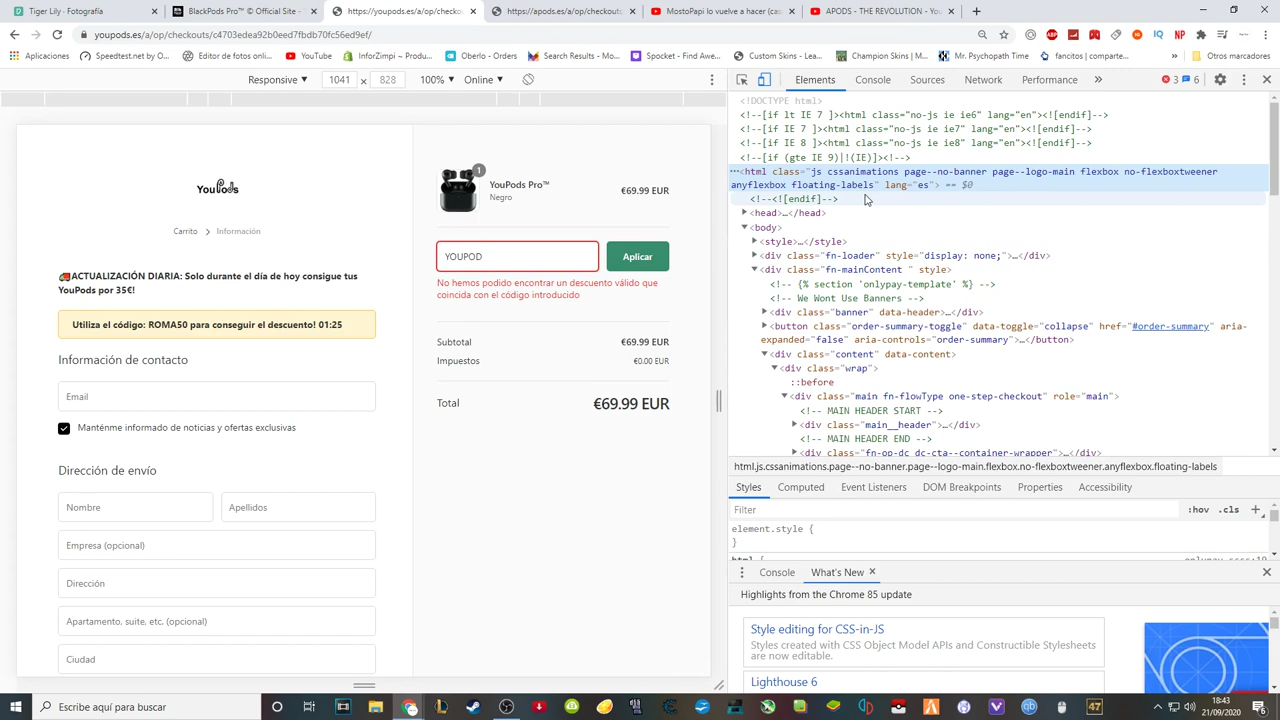 Tiger Lily - Fotografía
BlackPods Pro™ © Official Site -
https://youpods.es/a/op/checkc
https://apods.es/a/op/checkout:
MostoPapi lo vuelve a hacer (ca
APODS - THE REVOLUTION - You
youpods.es/a/op/checkouts/c4703edea92b0eed7fbdb70fc56ed9ef/
Aplicaciones
Speedtest.net by O...
Editor de fotos onli...
YouTube
InforZimpi ~ Produ...
Oberlo - Orders
Search Results - Mo...
Spocket - Find Awe...
Custom Skins - Lea...
Champion Skins | M...
Mr. Psychopath Time
fancitos | comparte...
Otros marcadores
Responsive
1041
x
828
100%
Online
Elements
Console
Sources
Network
Performance
3
6
YouPods
Carrito
Información
ACTUALIZACIÓN DIARIA: Solo durante el día de hoy consigue tus
YouPods por 35€!
Utiliza el código: ROMA50 para conseguir el descuento! 01:25
Información de contacto
Email
Manténme informado de noticias y ofertas exclusivas
Dirección de envío
Nombre
Apellidos
Empresa (opcional)
Dirección
Apartamento, suite, etc. (opcional)
Ciudad
1
YouPods Pro™
Negro
€69.99 EUR
YOUPOD
Aplicar
No hemos podido encontrar un descuento válido que
coincida con el código introducido
Subtotal
€69.99 EUR
Impuestos
€0.00 EUR
Total
€69.99 EUR
<!DOCTYPE html>
<!--[if lt IE 7 ]><html class="no-js ie ie6" lang="en"><![endif]-->
<!--[if IE 7 ]><html class="no-js ie ie7" lang="en"><![endif]-->
<!--[if IE 8 ]><html class="no-js ie ie8" lang="en"><![endif]-->
<!--[if (gte IE 9)|!(IE)]><!-->
<html class="js cssanimations page--no-banner page--logo-main flexbox no-flexboxtweener
anyflexbox floating-labels" lang="es"> == $0
<!--<![endif]-->
<head>…</head>
<body>
<style>…</style>
<div class="fn-loader" style="display: none;">…</div>
<div class="fn-mainContent " style>
<!-- {% section 'onlypay-template' %} -->
<!-- We Wont Use Banners -->
<div class="banner" data-header>…</div>
<button class="order-summary-toggle" data-toggle="collapse" href="#order-summary" aria-
expanded="false" aria-controls="order-summary">…</button>
<div class="content" data-content>
<div class="wrap">
::before
<div class="main fn-flowType one-step-checkout" role="main">
<!-- MAIN HEADER START -->
<div class="main__header">…</div>
<!-- MAIN HEADER END -->
<div class="fn-op-dc dc-cta--container-wrapper">…</div>
html.js.cssanimations.page--no-banner.page--logo-main.flexbox.no-flexboxtweener.anyflexbox.floating-labels
Styles
Computed
Event Listeners
DOM Breakpoints
Properties
Accessibility
Filter
:hov
.cls
element.style {
}
Console
What's New
Highlights from the Chrome 85 update
Style editing for CSS-in-JS
Styles created with CSS Object Model APIs and Constructible Stylesheets
are now editable.
Lighthouse 6
Escribe aquí para buscar
47
18:43
21/09/2020